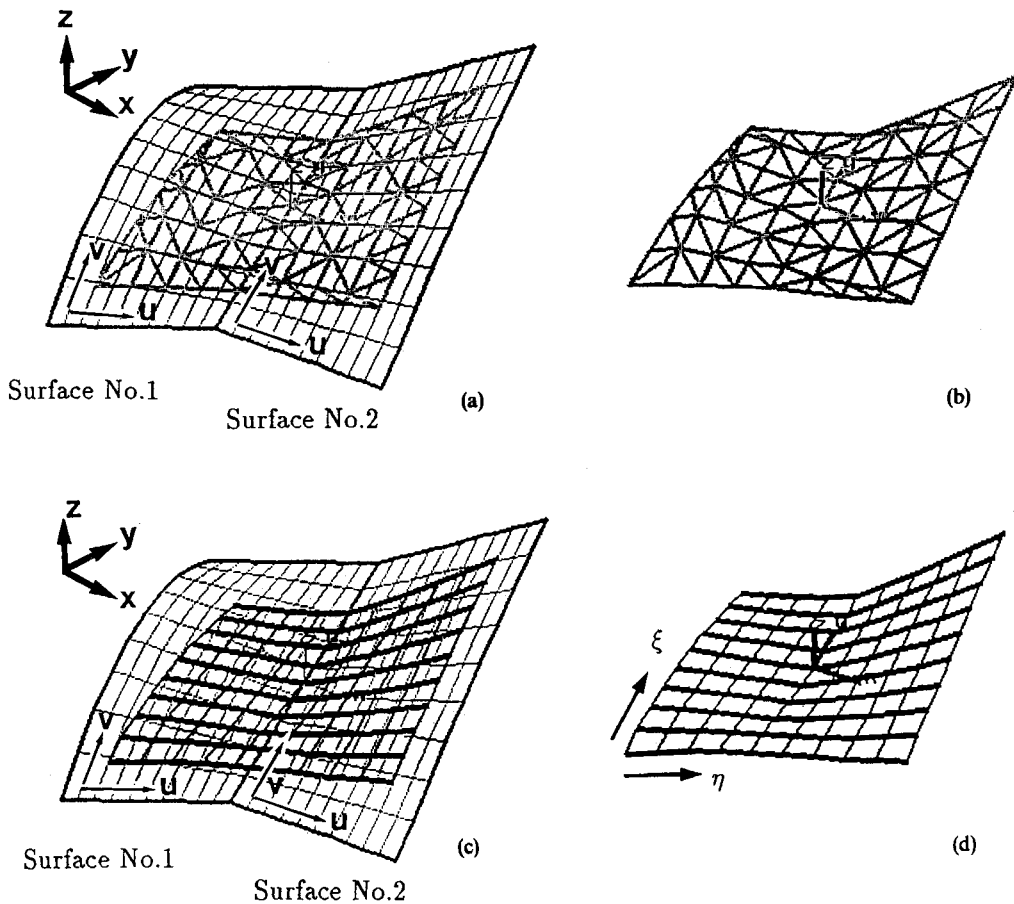 z
y
x
v
v
u
u
Surface No.1
Surface No.2
(a)
z y
(b)
z
y
x
v
v
u
u
Surface No.1
Surface No.2
(c)
z y
ξ
η
(d)